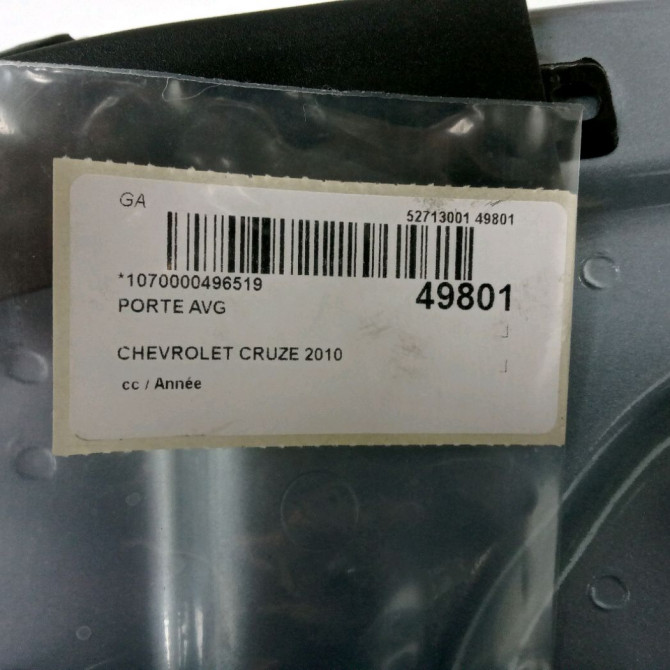 GA
52713001 49801
*1070000496519
49801
PORTE AVG
CHEVROLET CRUZE 2010
cc / Année